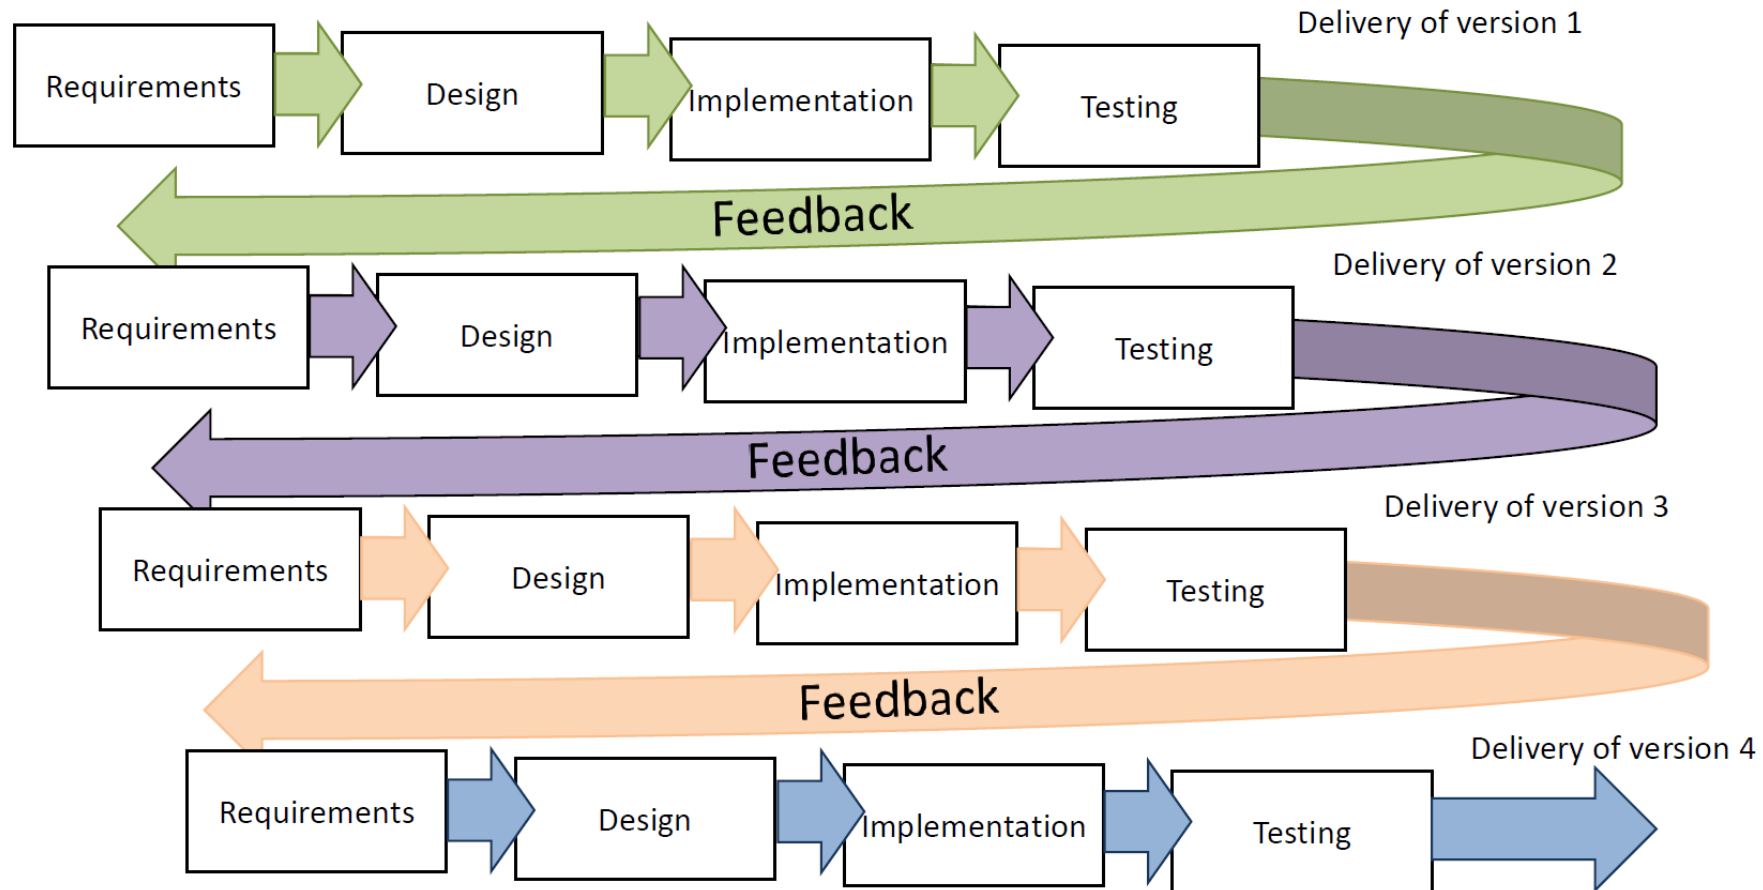 Delivery of version 1
Requirements
Design
Implementation
Testing
Feedback
Delivery of version 2
Requirements
Design
Implementation
Testing
Feedback
Delivery of version 3
Requirements
Design
Implementation
Testing
Feedback
Delivery of version 4
Requirements
Design
Implementation
Testing